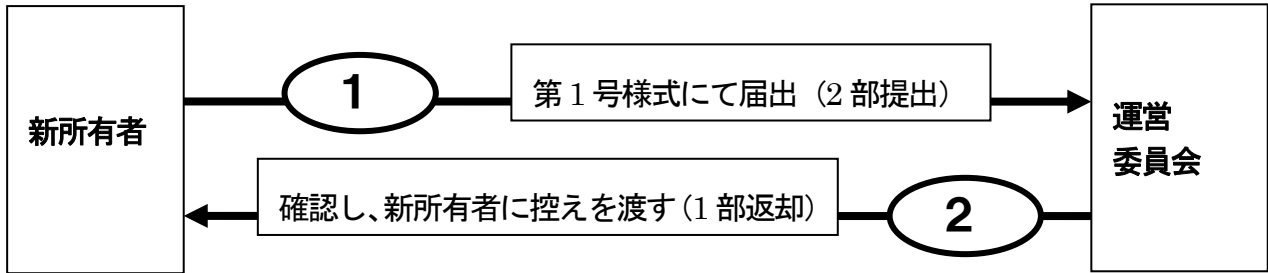 新所有者
1
第1号様式にて届出（2部提出）
運営
委員会
確認し、新所有者に控えを渡す（1部返却）
2